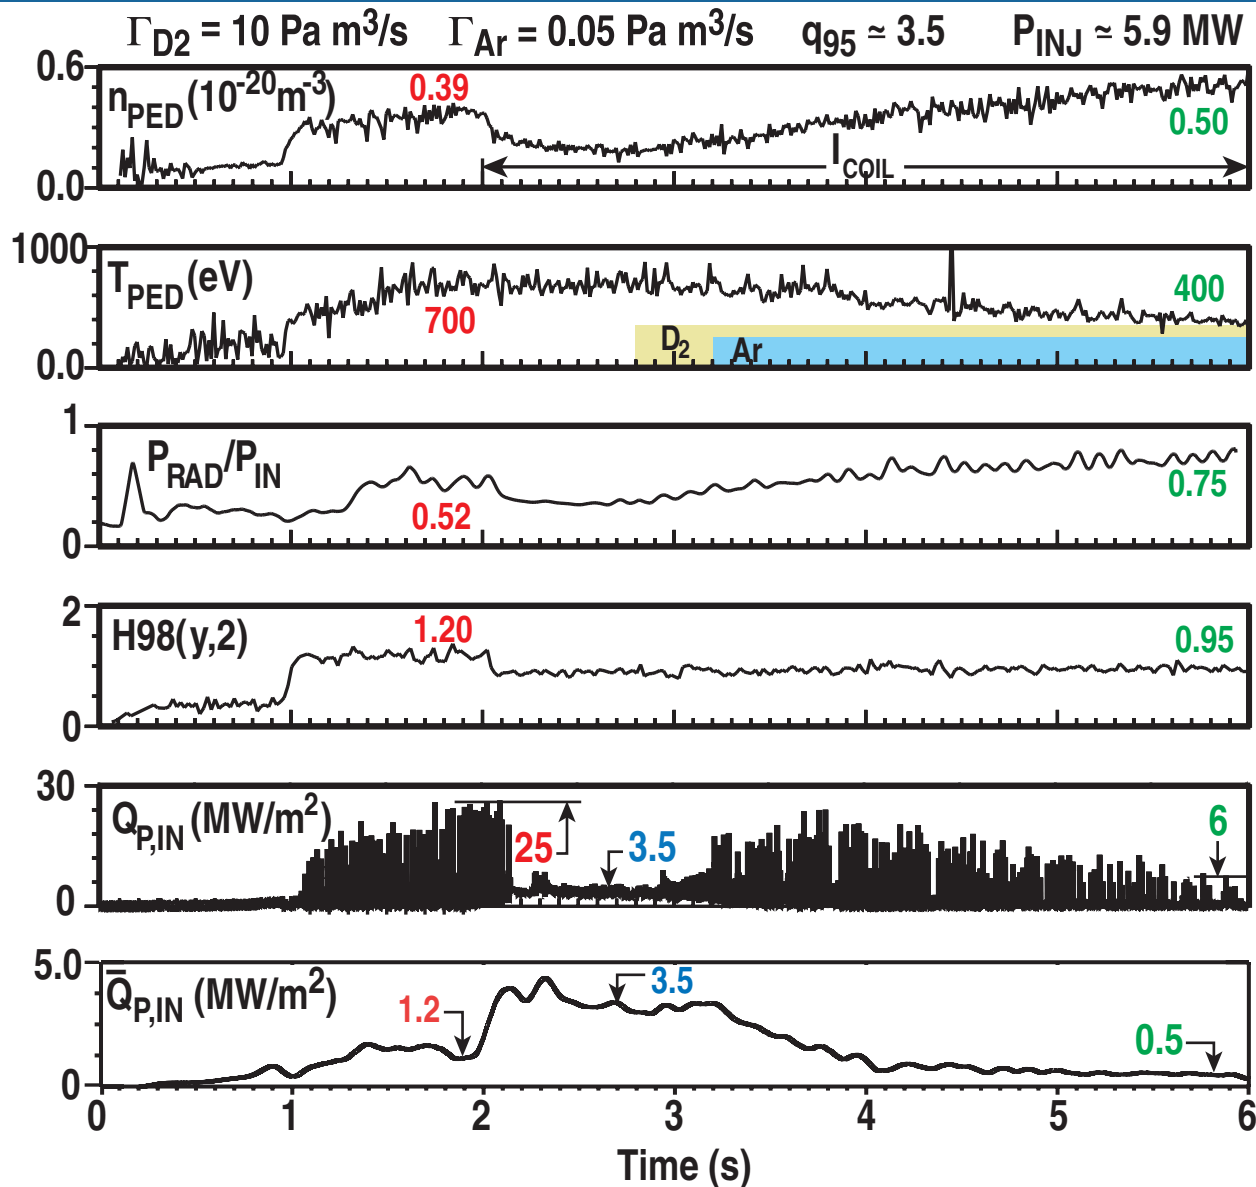 Γ_D2 = 10 Pa m³/s Γ_Ar = 0.05 Pa m³/s q_95 ≃ 3.5 P_INJ ≃ 5.9 MW
0.6
n_PED (10^-20 m^-3)
0.39
0.50
I_COIL
0.0
1000
T_PED (eV)
700
400
D_2
Ar
0.0
1
P_RAD/P_IN
0.52
0.75
0
2
H98(y,2)
1.20
0.95
0
30
Q_P,IN (MW/m²)
25
3.5
6
0
5.0
Q̄_P,IN (MW/m²)
1.2
3.5
0.5
0
0 1 2 3 4 5 6
Time (s)